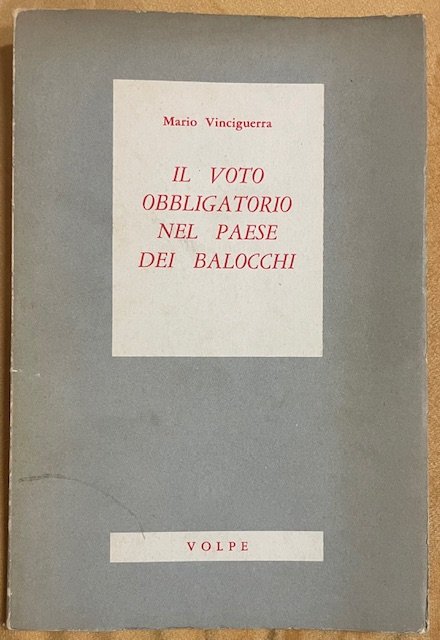 Mario Vinciguerra
IL VOTO
OBBLIGATORIO
NEL PAESE
DEI BALOCCHI
VOLPE